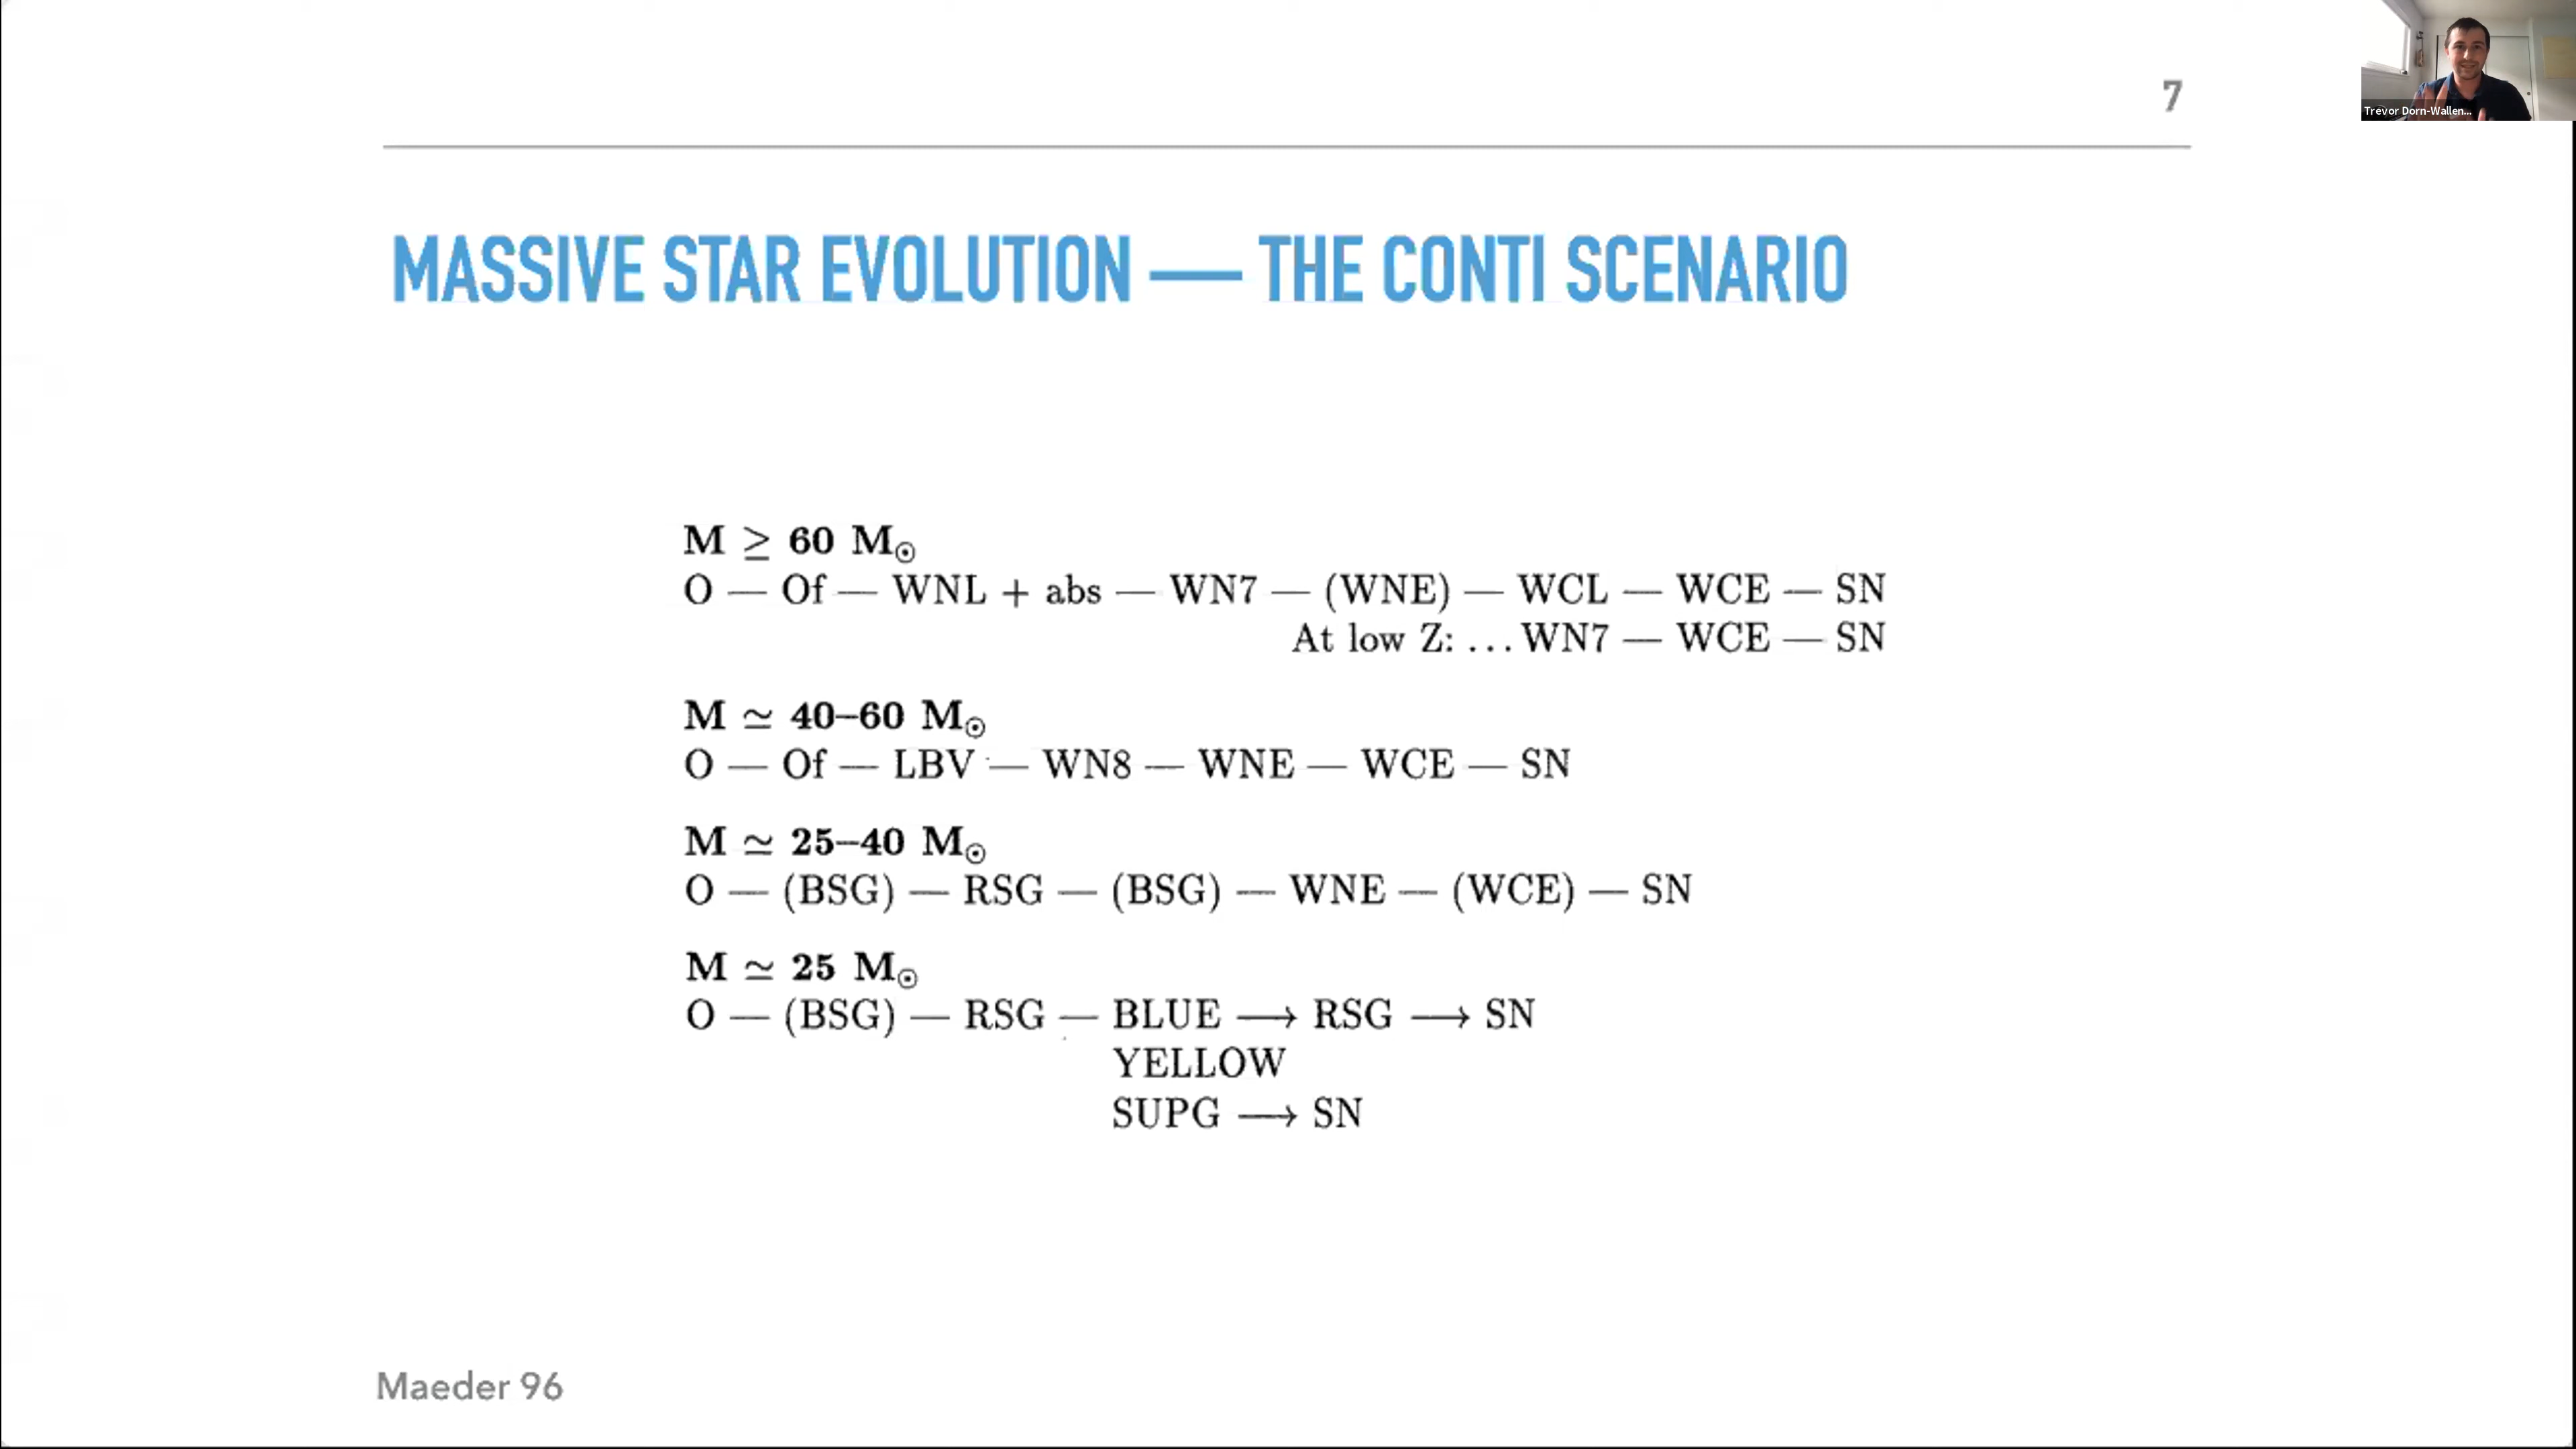 7
Trevor Dorn-Wallen...
MASSIVE STAR EVOLUTION — THE CONTI SCENARIO
M ≥ 60 M⊙
O — Of — WNL + abs — WN7 — (WNE) — WCL — WCE — SN
At low Z: ... WN7 — WCE — SN
M ≃ 40–60 M⊙
O — Of — LBV — WN8 — WNE — WCE — SN
M ≃ 25–40 M⊙
O — (BSG) — RSG — (BSG) — WNE — (WCE) — SN
M ≃ 25 M⊙
O — (BSG) — RSG — BLUE ⟶ RSG ⟶ SN
YELLOW
SUPG ⟶ SN
Maeder 96